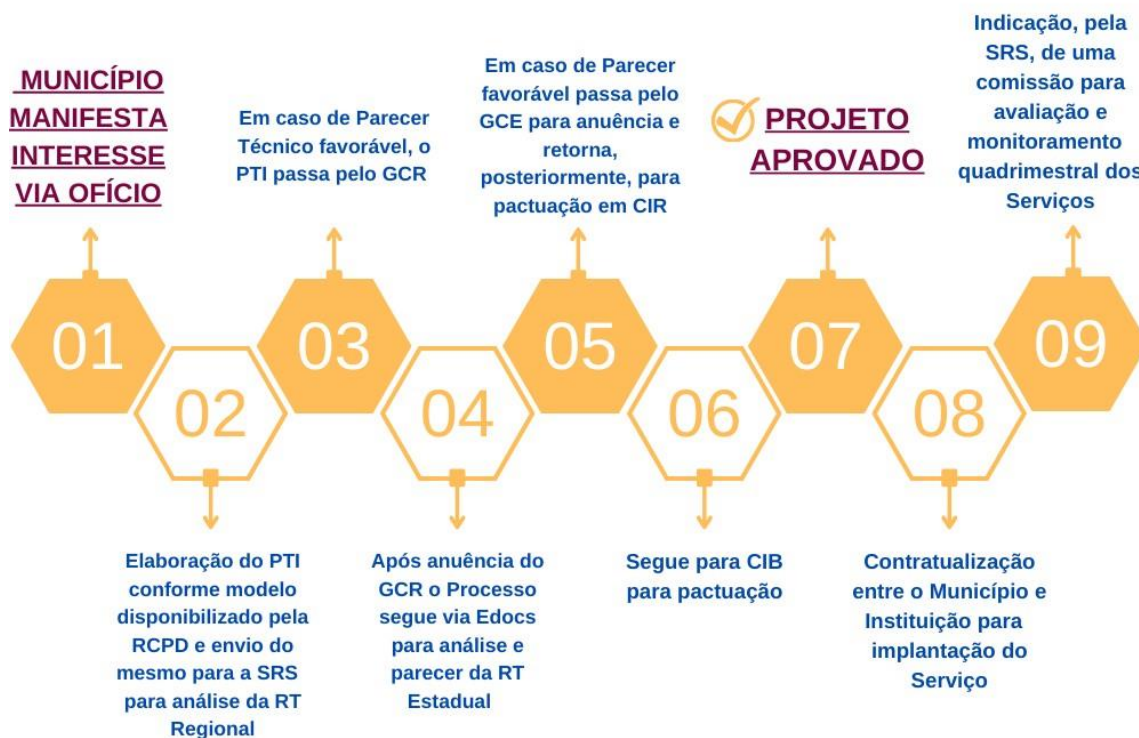 MUNICÍPIO
MANIFESTA
INTERESSE
VIA OFÍCIO
01
Elaboração do PTI
conforme modelo
disponibilizado pela
RCPD e envio do
mesmo para a SRS
para análise da RT
Regional
02
Em caso de Parecer
Técnico favorável, o
PTI passa pelo GCR
03
Após anuência do
GCR o Processo
segue via Edocs
para análise e
parecer da RT
Estadual
04
Em caso de Parecer
favorável passa pelo
GCE para anuência e
retorna,
posteriormente, para
pactuação em CIR
05
Segue para CIB
para pactuação
06
PROJETO
APROVADO
07
Contratualização
entre o Município e
Instituição para
implantação do
Serviço
08
Indicação, pela
SRS, de uma
comissão para
avaliação e
monitoramento
quadrimestral dos
Serviços
09